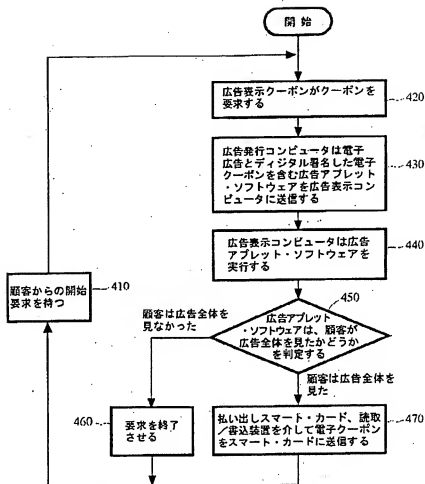 開 始
広告表示クーポンがクーポンを
要求する
420
広告発行コンピュータは電子
広告とディジタル署名した電子
クーポンを含む広告アプレット
・ソフトウェアを広告表示コン
ピュータに送信する
430
広告表示コンピュータは広告
アプレット・ソフトウェアを
実行する
440
顧客からの開始
要求を待つ
410
450
広告アプレット
・ソフトウェアは、顧客が
広告全体を見たかどうか
を判定する
顧客は広告全体を
見なかった
顧客は広告全体を
見た
460
要求を終了
させる
払い出しスマート・カード、読取
／書込装置を介して電子クーポン
をスマート・カードに送信する
470